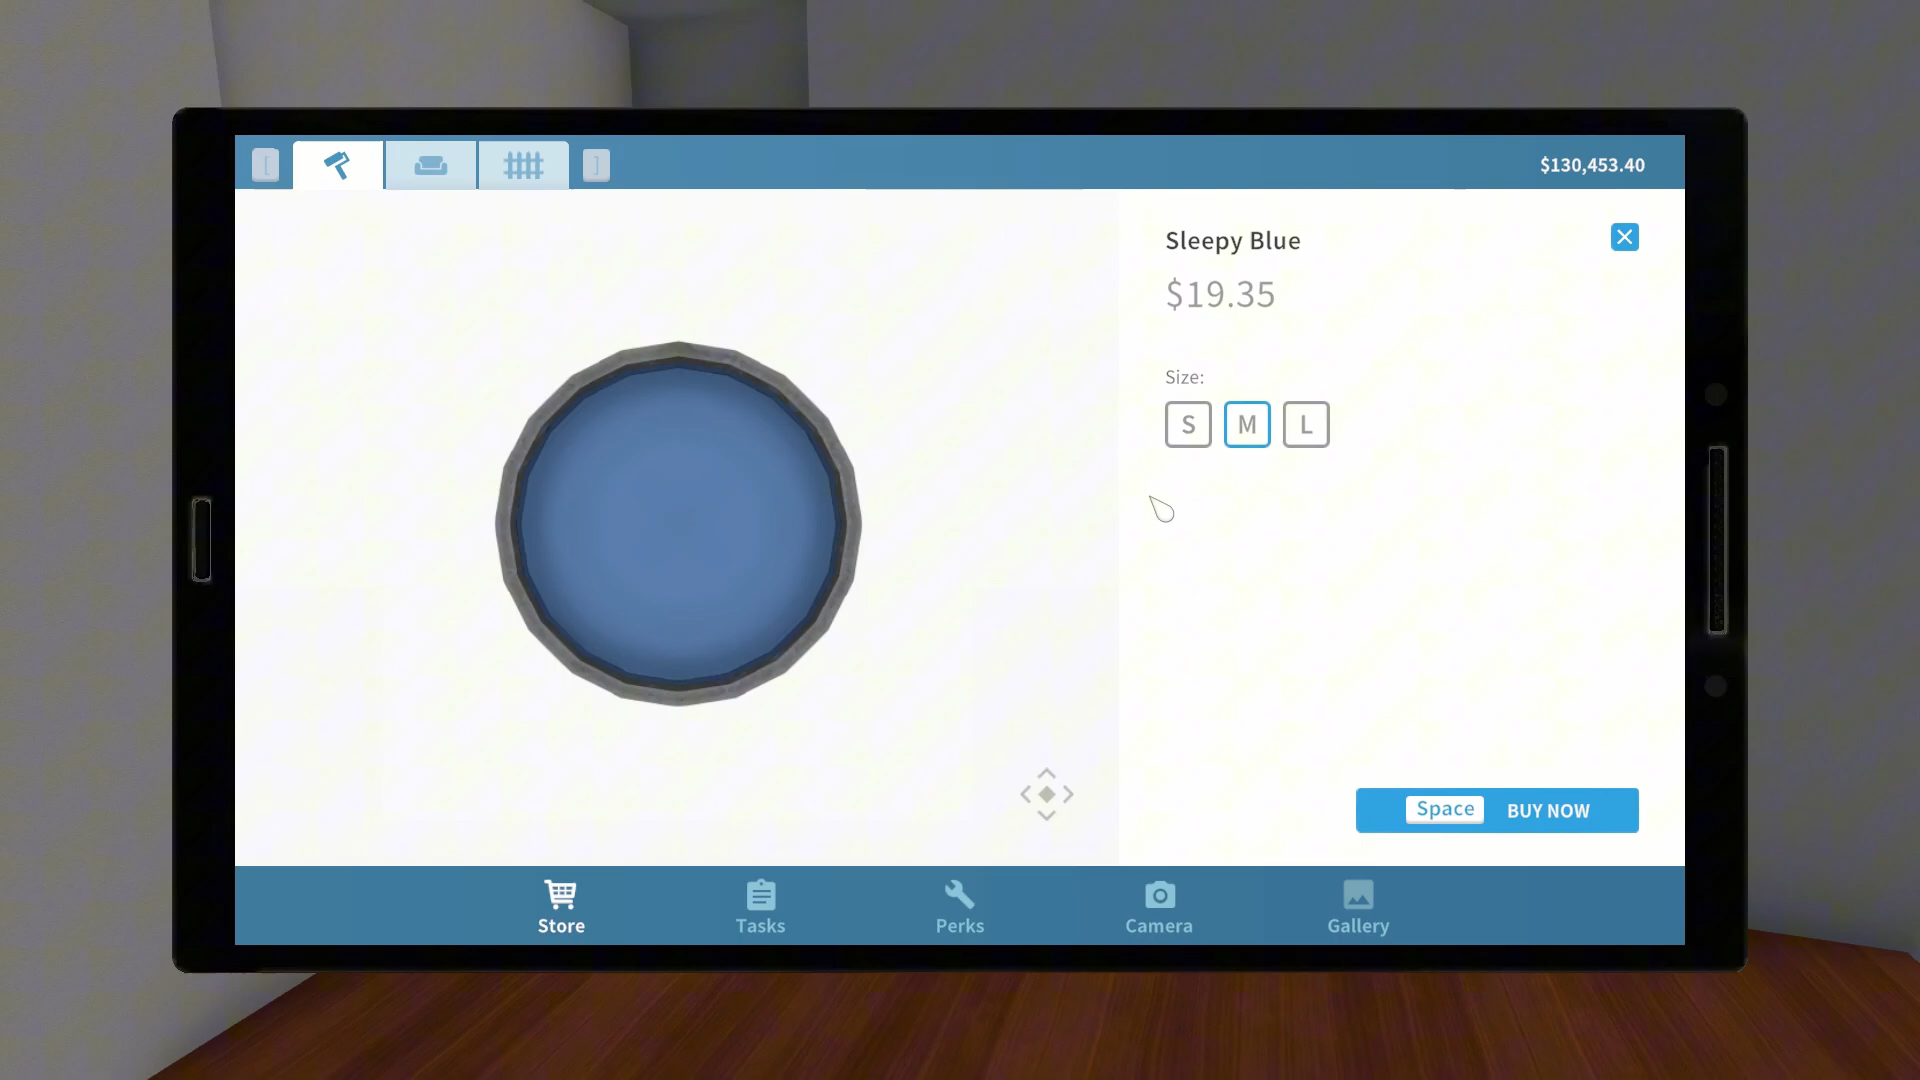 [
]
$130,453.40
Sleepy Blue
$19.35
Size:
S M L
Space BUY NOW
Store Tasks Perks Camera Gallery